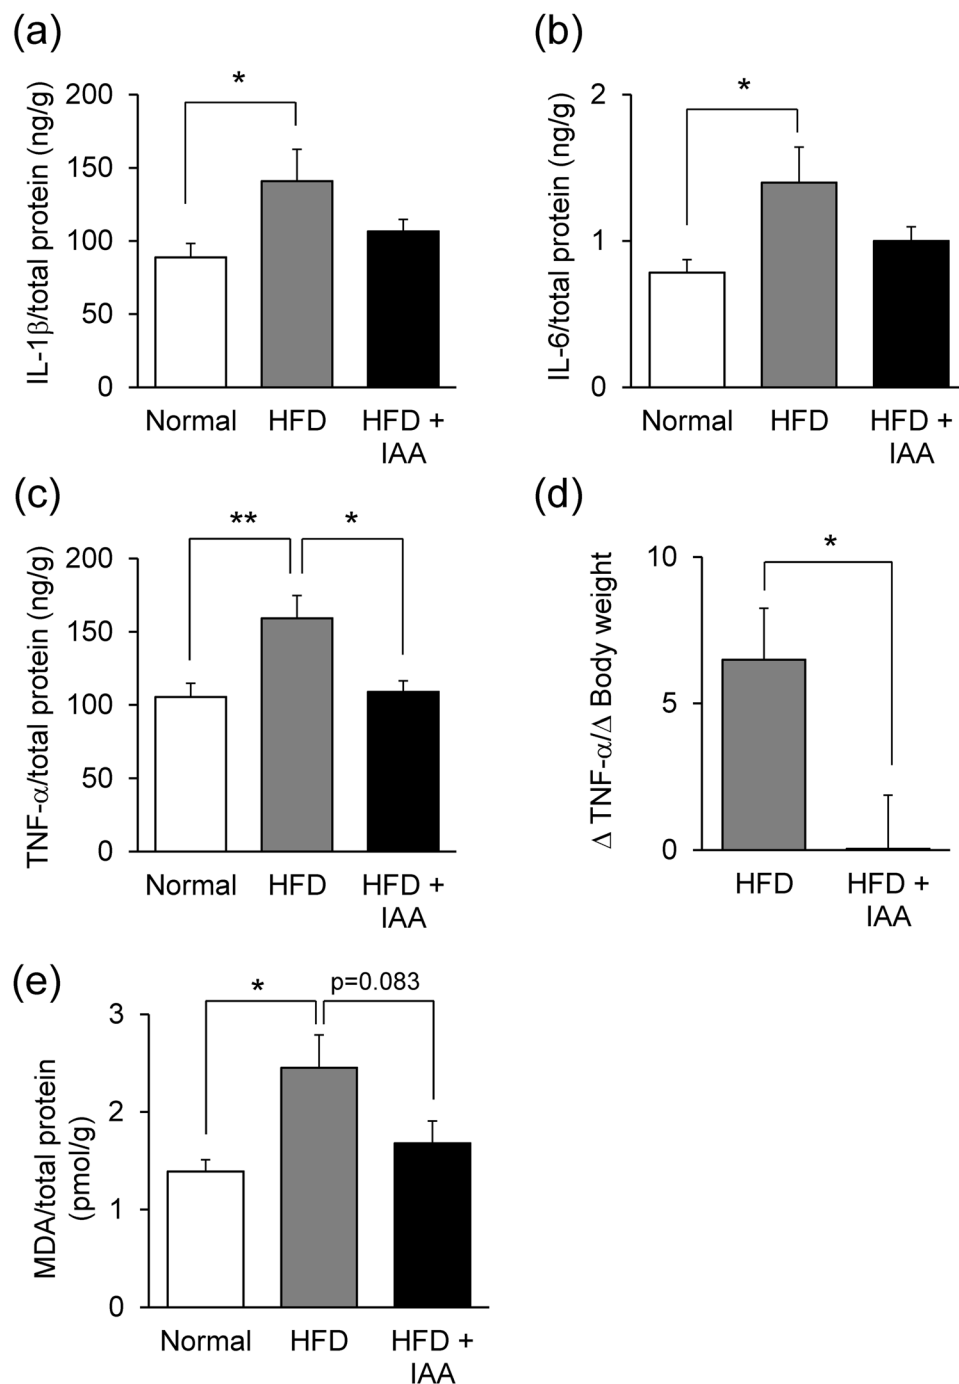 (a)
IL-1β/total protein (ng/g)
200
150
100
50
0
*
Normal
HFD
HFD +
IAA
(b)
IL-6/total protein (ng/g)
2
1
0
*
Normal
HFD
HFD +
IAA
(c)
TNF-α/total protein (ng/g)
200
150
100
50
0
**
*
Normal
HFD
HFD +
IAA
(d)
Δ TNF-α/Δ Body weight
10
5
0
*
HFD
HFD +
IAA
(e)
MDA/total protein
(pmol/g)
3
2
1
0
*
p=0.083
Normal
HFD
HFD +
IAA